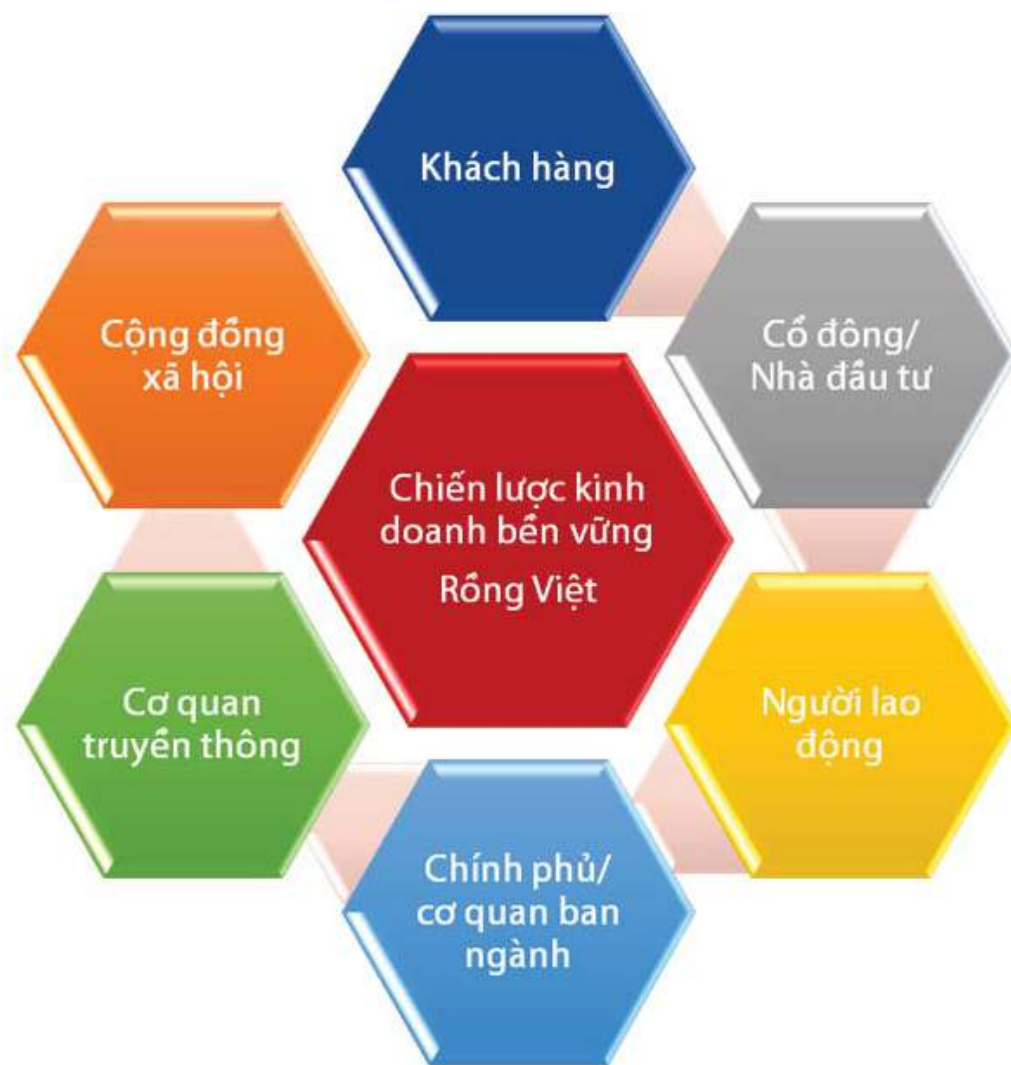 Khách hàng
Cổ đông/
Nhà đầu tư
Người lao
động
Chính phủ/
cơ quan ban
ngành
Cơ quan
truyền thông
Cộng đồng
xã hội
Chiến lược kinh
doanh bền vững
Rồng Việt